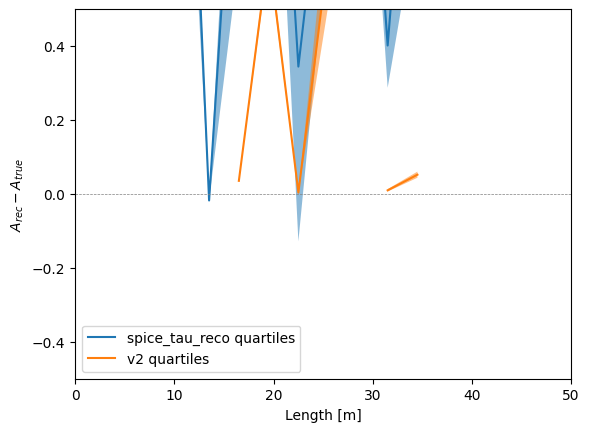 0.4
0.2
0.0
−0.2
−0.4
A_rec − A_true
spice_tau_reco quartiles
v2 quartiles
0 10 20 30 40 50
Length [m]